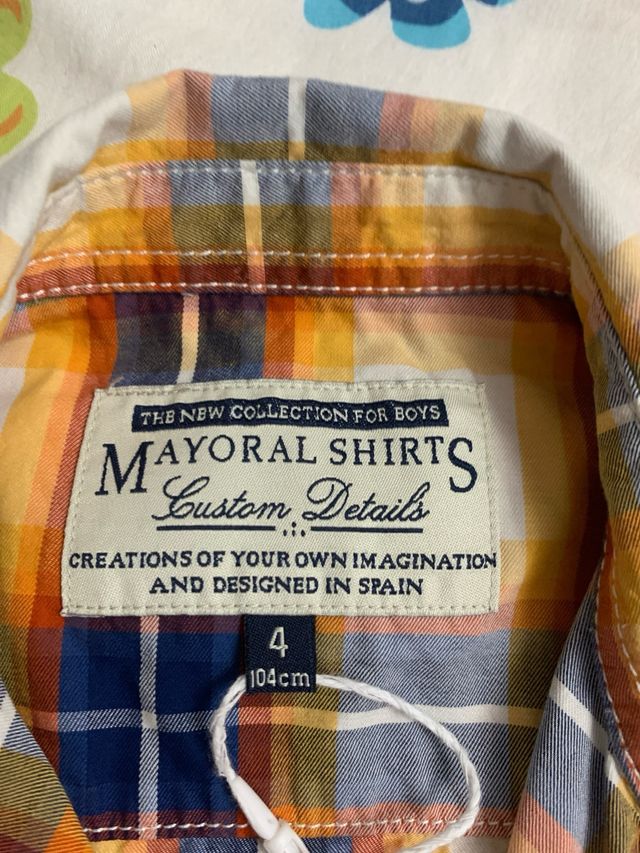 THE NEW COLLECTION FOR BOYS
MAYORAL SHIRTS
Custom Details
CREATIONS OF YOUR OWN IMAGINATION
AND DESIGNED IN SPAIN
4
104cm